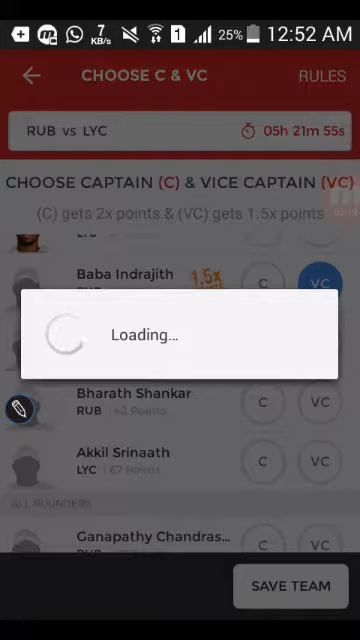 7 KB/s 1 25% 12:52 AM
CHOOSE C & VC RULES
RUB vs LYC 05h 21m 55s
CHOOSE CAPTAIN (C) & VICE CAPTAIN (VC)
(C) gets 2x points & (VC) gets 1.5x points
Baba Indrajith 1.5x C VC
Loading...
Bharath Shankar
RUB | 42 Points C VC
Akkil Srinaath
LYC | 67 Points C VC
ALL ROUNDERS
Ganapathy Chandras... C VC
SAVE TEAM